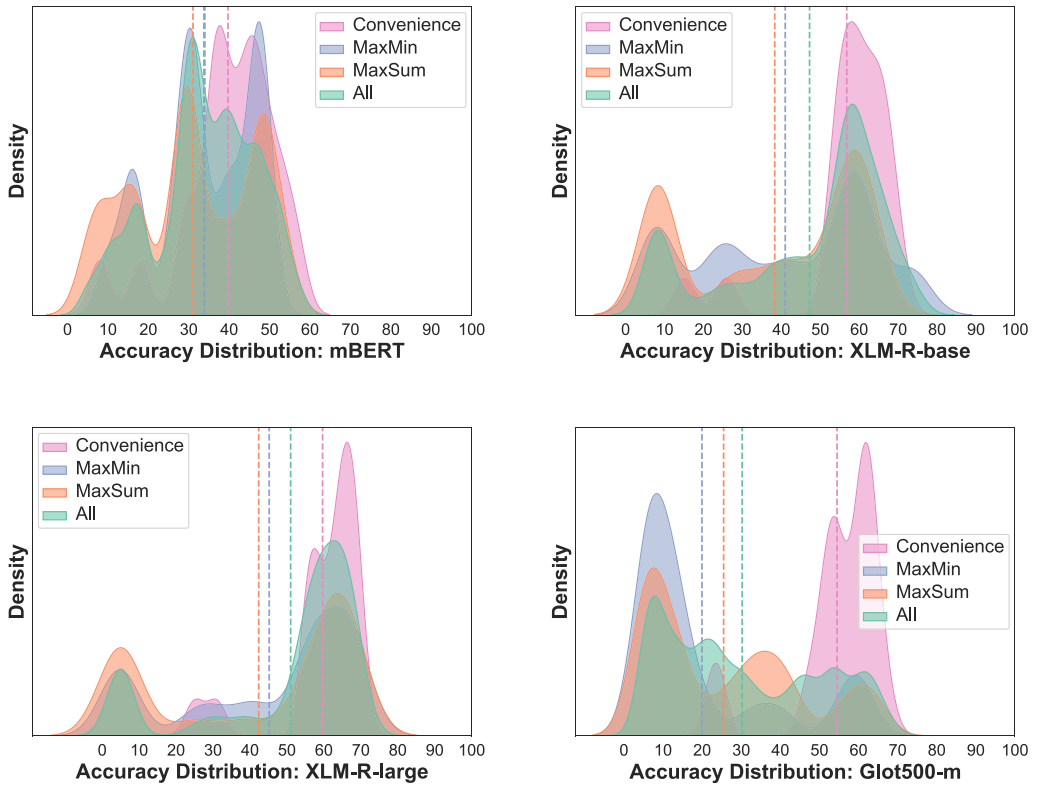 Convenience
MaxMin
MaxSum
All
Density
0 10 20 30 40 50 60 70 80 90 100
Accuracy Distribution: mBERT
Convenience
MaxMin
MaxSum
All
Density
0 10 20 30 40 50 60 70 80 90 100
Accuracy Distribution: XLM-R-base
Convenience
MaxMin
MaxSum
All
Density
0 10 20 30 40 50 60 70 80 90 100
Accuracy Distribution: XLM-R-large
Convenience
MaxMin
MaxSum
All
Density
0 10 20 30 40 50 60 70 80 90 100
Accuracy Distribution: Glot500-m